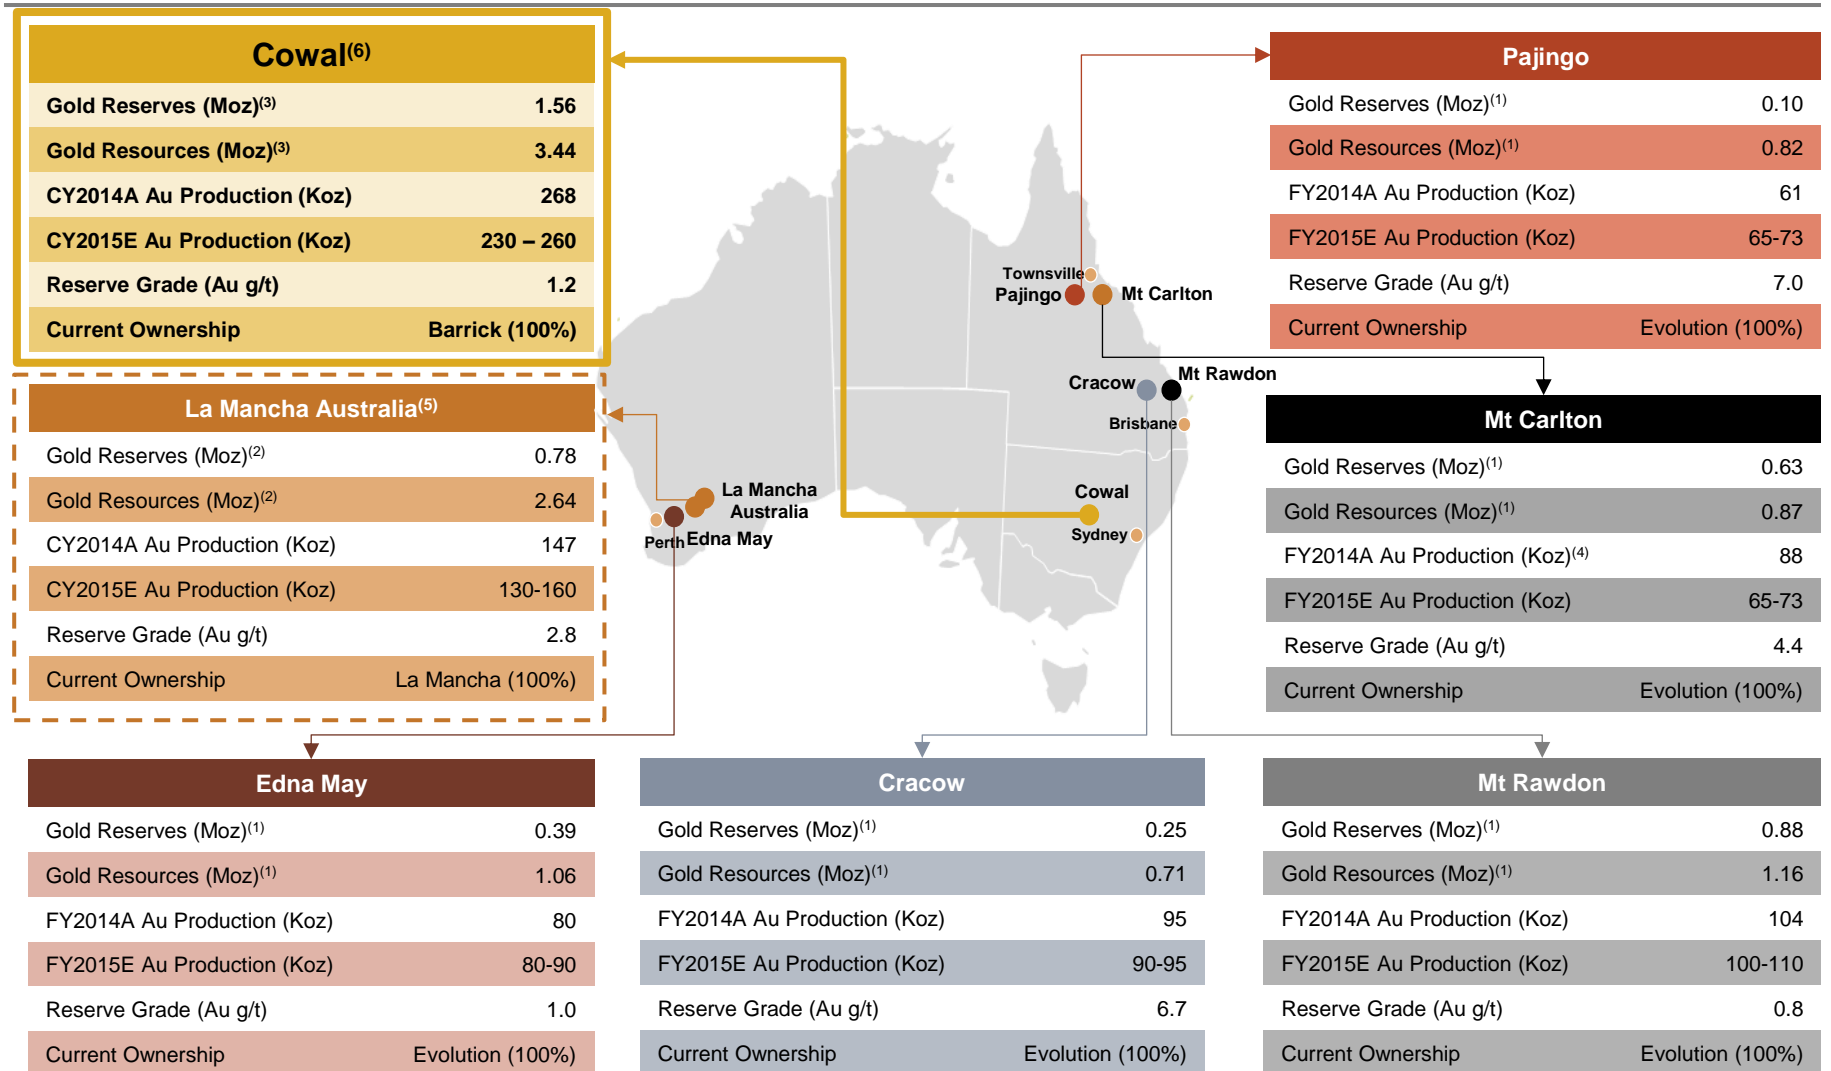 Cowal(6)
Gold Reserves (Moz)(3) 1.56
Gold Resources (Moz)(3) 3.44
CY2014A Au Production (Koz) 268
CY2015E Au Production (Koz) 230 – 260
Reserve Grade (Au g/t) 1.2
Current Ownership Barrick (100%)
Pajingo
Gold Reserves (Moz)(1) 0.10
Gold Resources (Moz)(1) 0.82
FY2014A Au Production (Koz) 61
FY2015E Au Production (Koz) 65-73
Reserve Grade (Au g/t) 7.0
Current Ownership Evolution (100%)
Townsville
Pajingo
Mt Carlton
Cracow
Mt Rawdon
Brisbane
La Mancha
Australia
Perth
Edna May
Cowal
Sydney
La Mancha Australia(5)
Gold Reserves (Moz)(2) 0.78
Gold Resources (Moz)(2) 2.64
CY2014A Au Production (Koz) 147
CY2015E Au Production (Koz) 130-160
Reserve Grade (Au g/t) 2.8
Current Ownership La Mancha (100%)
Mt Carlton
Gold Reserves (Moz)(1) 0.63
Gold Resources (Moz)(1) 0.87
FY2014A Au Production (Koz)(4) 88
FY2015E Au Production (Koz) 65-73
Reserve Grade (Au g/t) 4.4
Current Ownership Evolution (100%)
Edna May
Gold Reserves (Moz)(1) 0.39
Gold Resources (Moz)(1) 1.06
FY2014A Au Production (Koz) 80
FY2015E Au Production (Koz) 80-90
Reserve Grade (Au g/t) 1.0
Current Ownership Evolution (100%)
Cracow
Gold Reserves (Moz)(1) 0.25
Gold Resources (Moz)(1) 0.71
FY2014A Au Production (Koz) 95
FY2015E Au Production (Koz) 90-95
Reserve Grade (Au g/t) 6.7
Current Ownership Evolution (100%)
Mt Rawdon
Gold Reserves (Moz)(1) 0.88
Gold Resources (Moz)(1) 1.16
FY2014A Au Production (Koz) 104
FY2015E Au Production (Koz) 100-110
Reserve Grade (Au g/t) 0.8
Current Ownership Evolution (100%)